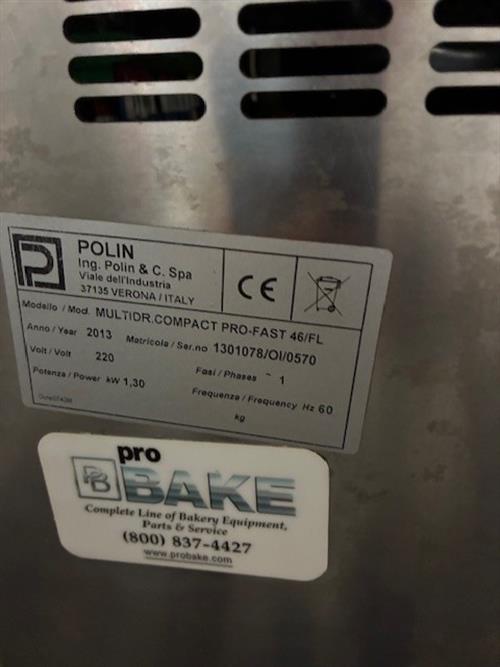 POLIN
Ing. Polin & C. Spa
Viale dell'Industria
37135 VERONA / ITALY
CE
Modello / Mod. MULTIDR.COMPACT PRO-FAST 46/FL
Anno / Year 2013 Matricola / Ser.no 1301078/OI/0570
Volt / Volt 220 Fasi / Phases ~ 1
Potenza / Power kW 1,30 Frequenza / Frequency Hz 60
kg
pro
PB BAKE
Complete Line of Bakery Equipment,
Parts & Service
(800) 837-4427
www.probake.com